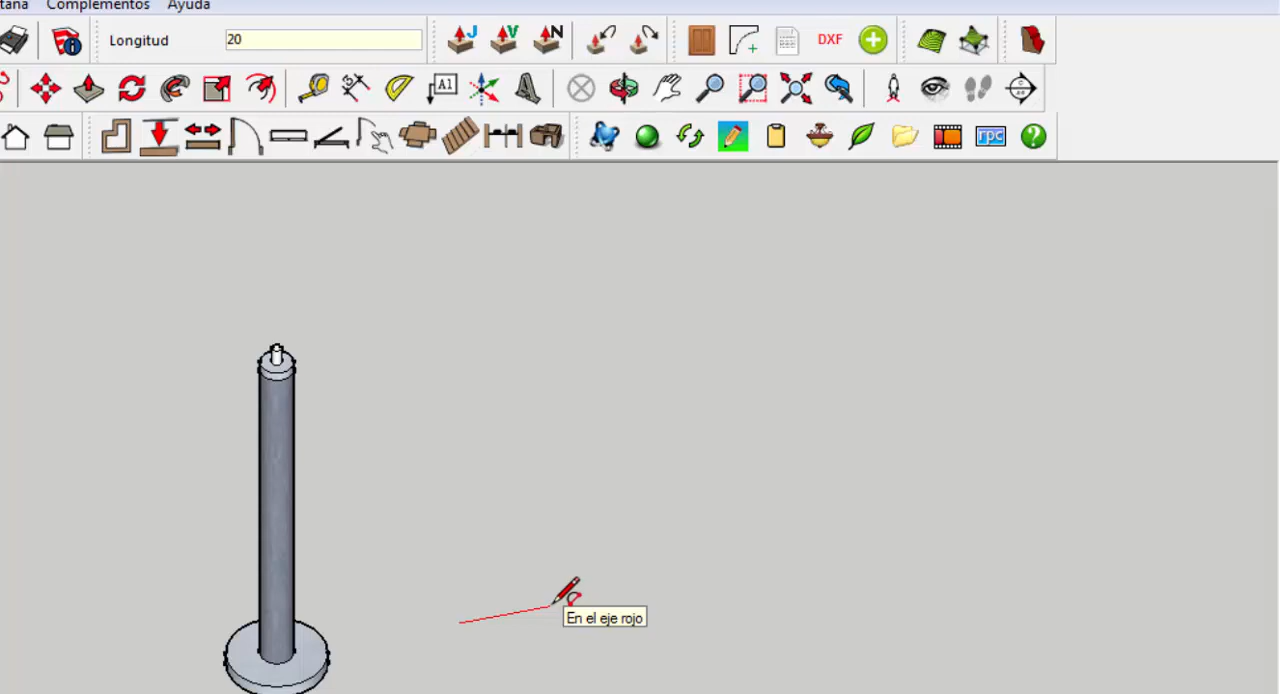 tana Complementos Ayuda
Longitud 20 J V N DXF
A1
rpc ?
En el eje rojo